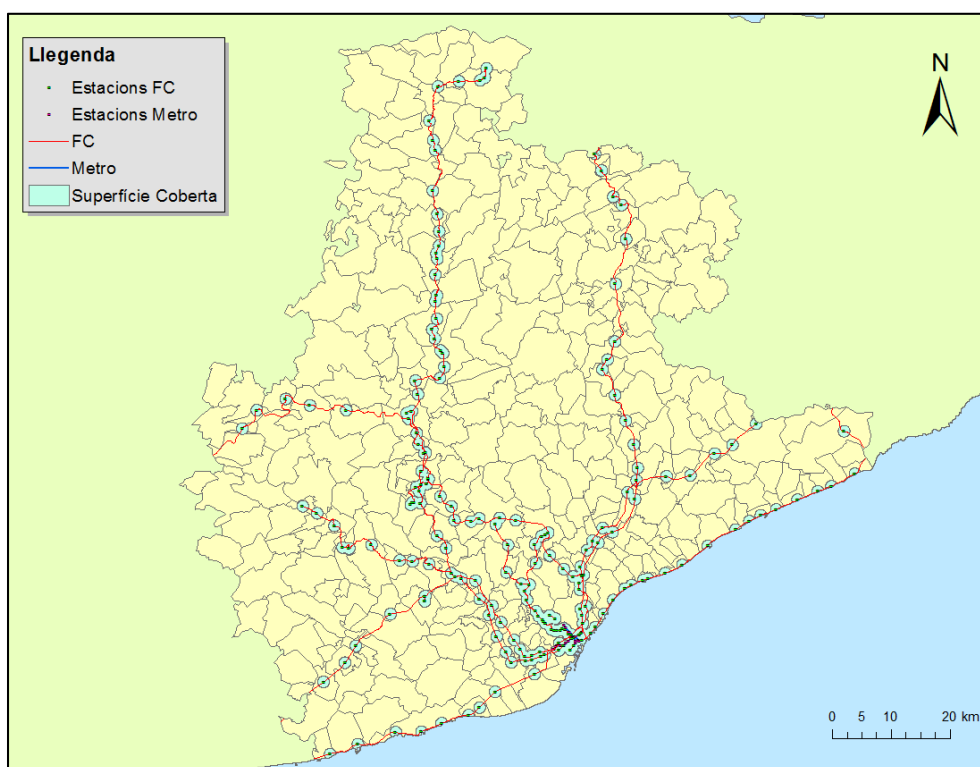 Llegenda
Estacions FC
Estacions Metro
FC
Metro
Superfície Coberta
N
0 5 10 20 km